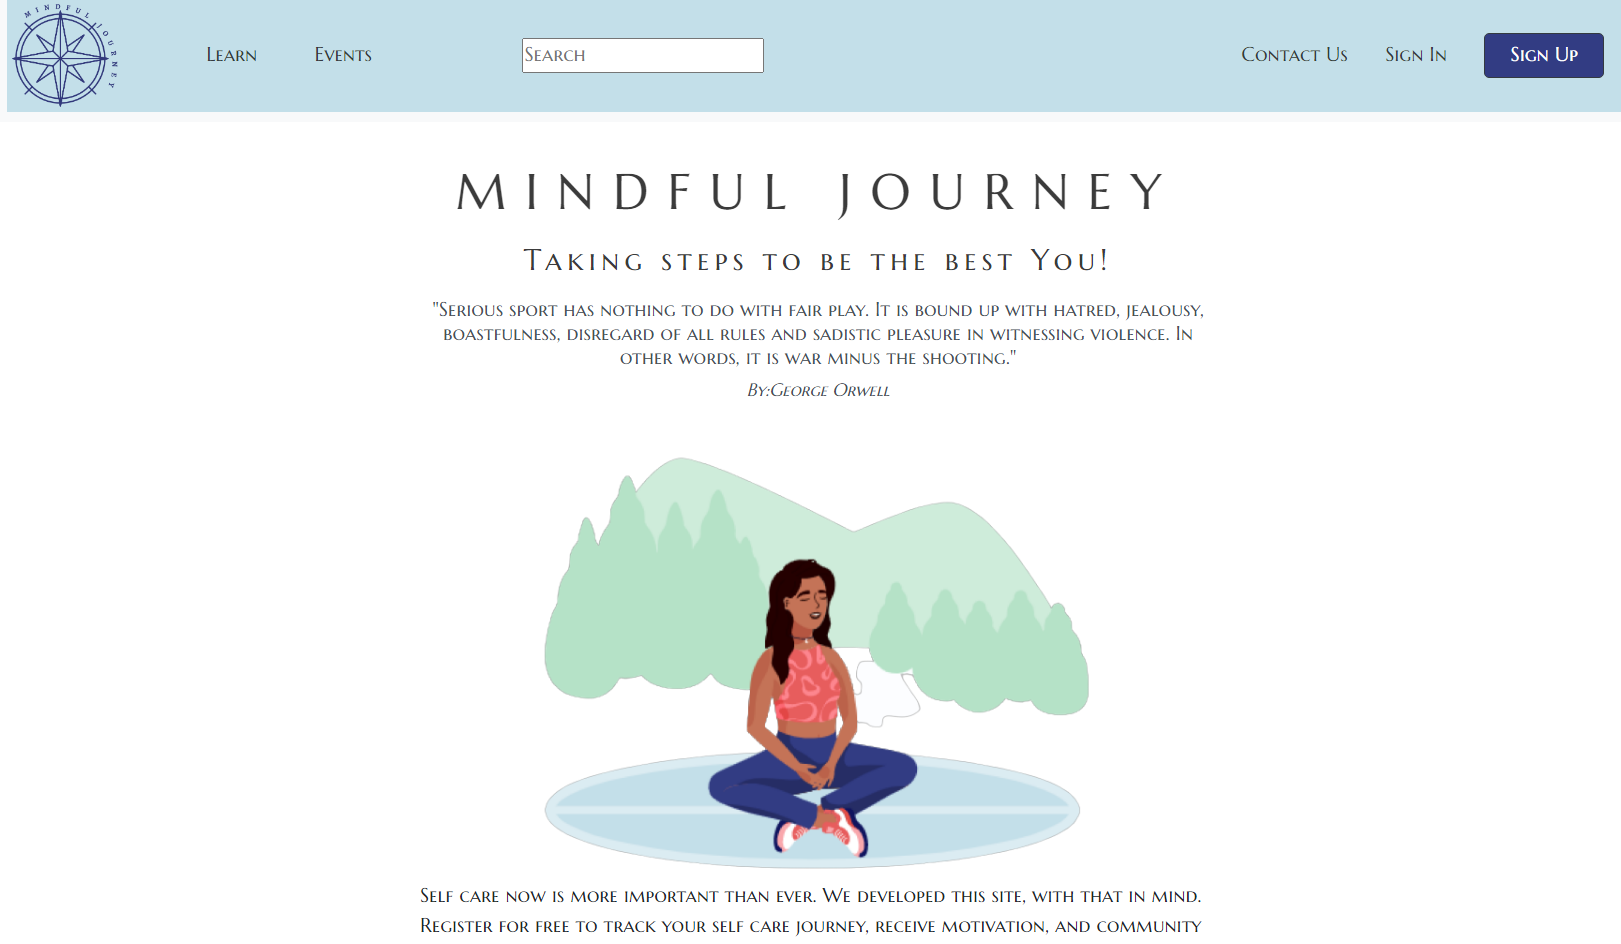 MINDFUL JOURNEY
Learn
Events
Search
Contact Us
Sign In
Sign Up
MINDFUL JOURNEY
Taking steps to be the best You!
"Serious sport has nothing to do with fair play. It is bound up with hatred, jealousy,
boastfulness, disregard of all rules and sadistic pleasure in witnessing violence. In
other words, it is war minus the shooting."
By:George Orwell
Self care now is more important than ever. We developed this site, with that in mind.
Register for free to track your self care journey, receive motivation, and community